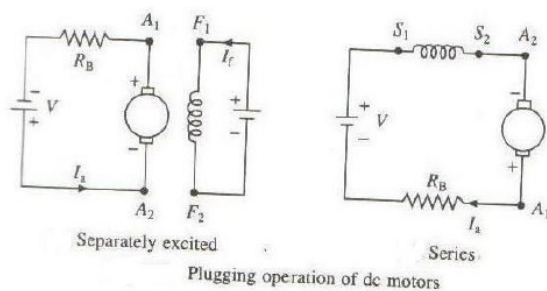 A1
F1
S1
S2
A2
RB
If
+
+
−
V
+
−
+
−
−
+
V
−
+
Ia
RB
A2
F2
Ia
A1
Separately excited
Series
Plugging operation of dc motors